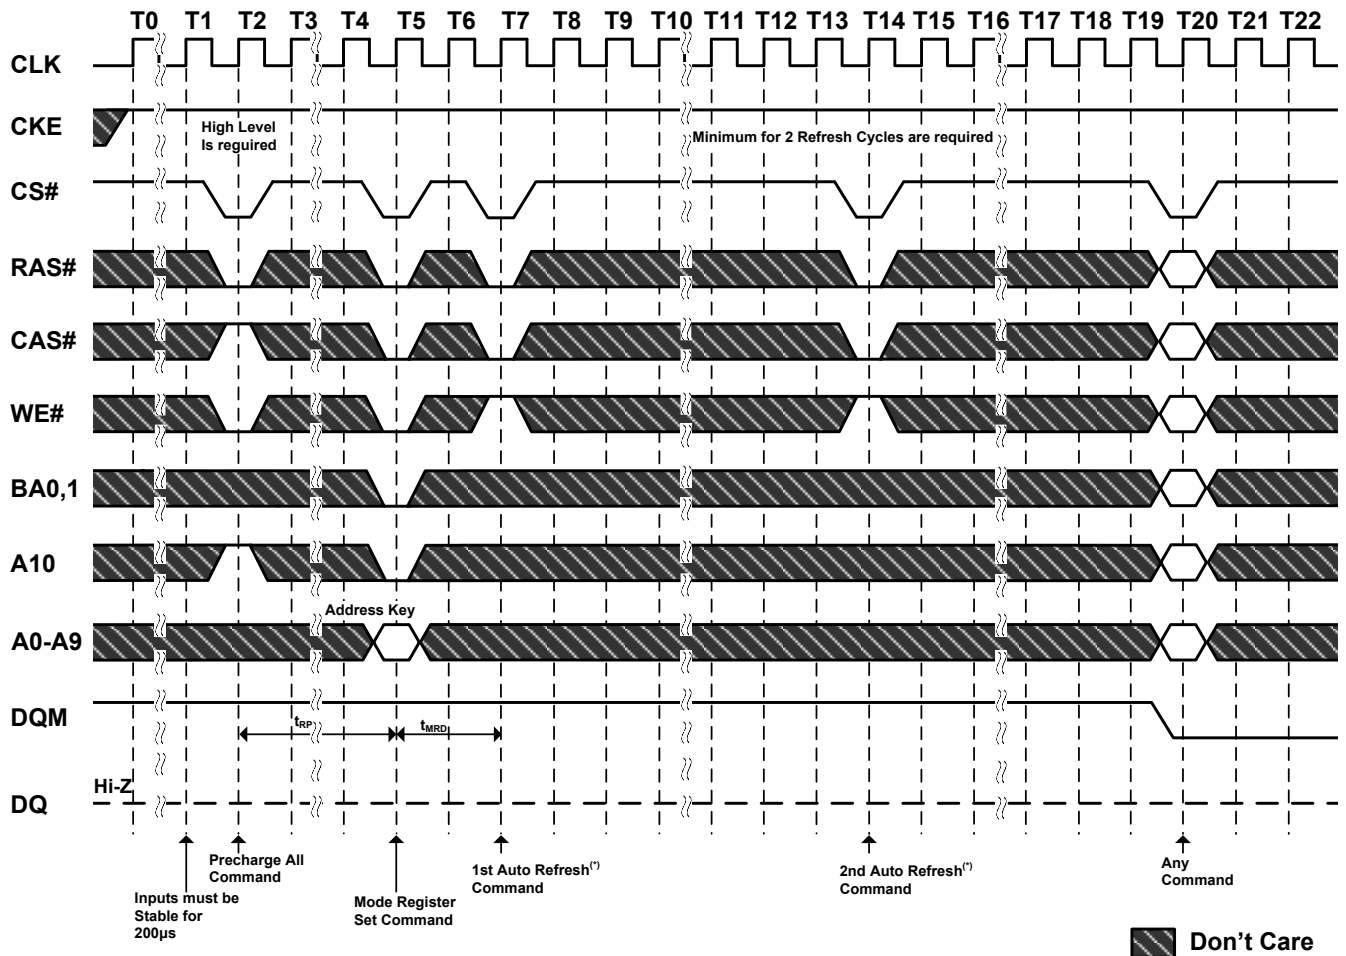 T0 T1 T2 T3 T4 T5 T6 T7 T8 T9 T10 T11 T12 T13 T14 T15 T16 T17 T18 T19 T20 T21 T22
CLK
CKE
High Level
Is reguired
Minimum for 2 Refresh Cycles are required
CS#
RAS#
CAS#
WE#
BA0,1
A10
Address Key
A0-A9
DQM
tRP
tMRD
Hi-Z
DQ
Inputs must be
Stable for
200µs
Precharge All
Command
Mode Register
Set Command
1st Auto Refresh(*)
Command
2nd Auto Refresh(*)
Command
Any
Command
Don't Care